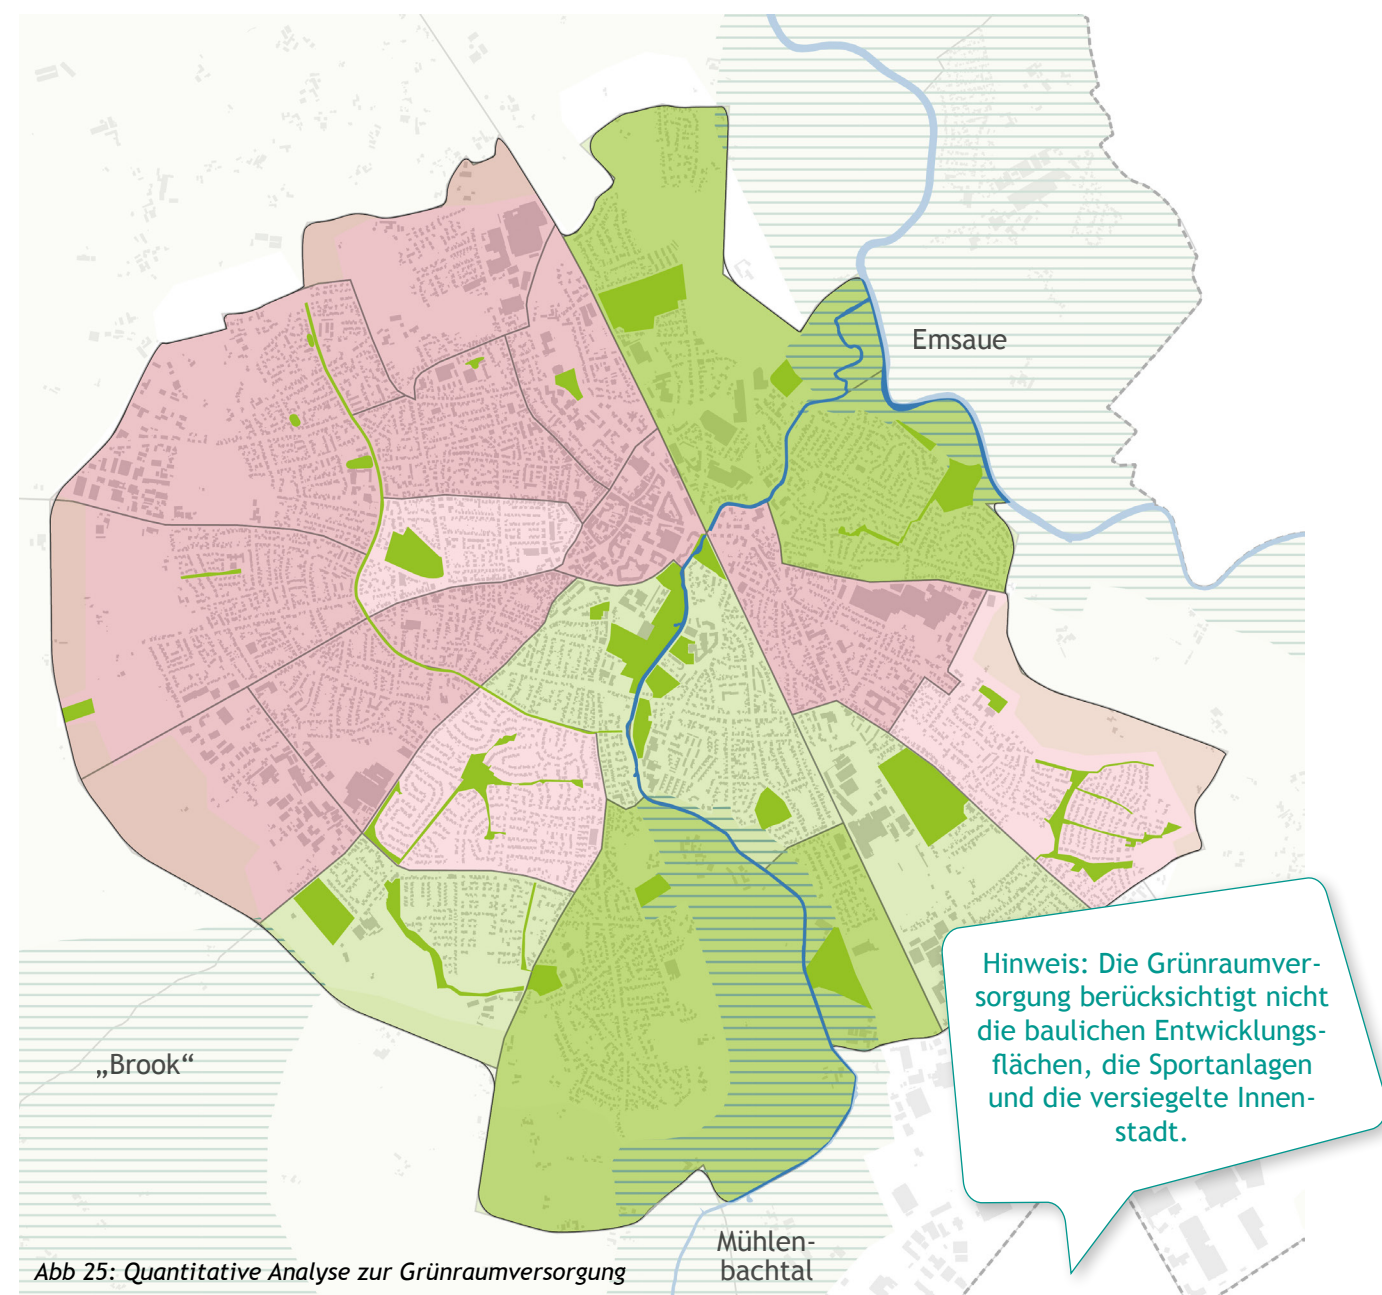 Emsaue
Hinweis: Die Grünraumver-
sorgung berücksichtigt nicht
die baulichen Entwicklungs-
flächen, die Sportanlagen
und die versiegelte Innen-
stadt.
„Brook“
Mühlen-
bachtal
Abb 25: Quantitative Analyse zur Grünraumversorgung